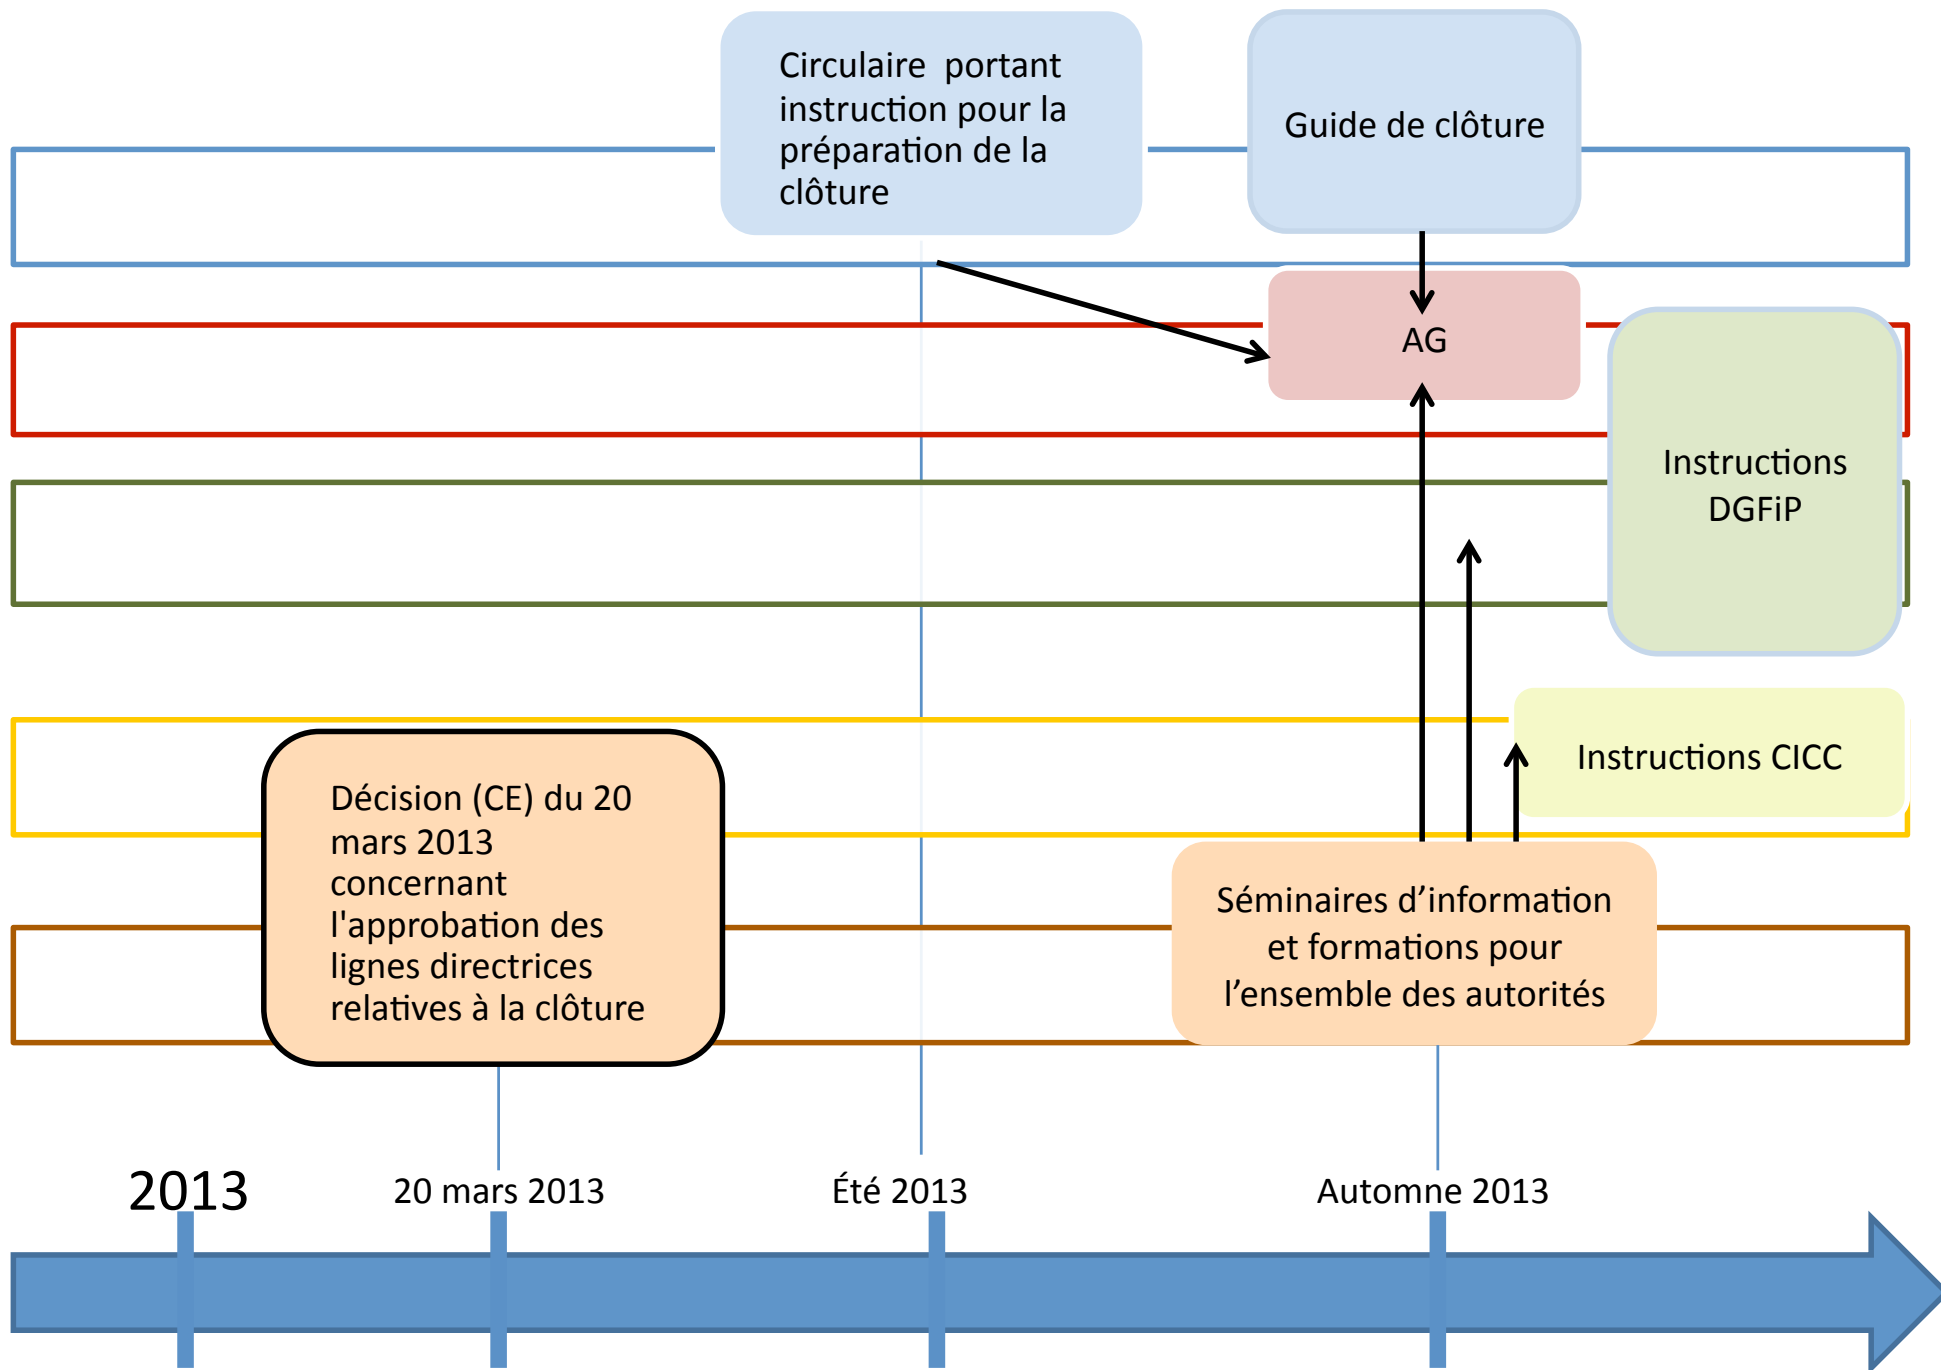 Circulaire portant
instruction pour la
préparation de la
clôture
Guide de clôture
AG
Instructions
DGFiP
Instructions CICC
Décision (CE) du 20
mars 2013
concernant
l'approbation des
lignes directrices
relatives à la clôture
Séminaires d’information
et formations pour
l’ensemble des autorités
2013
20 mars 2013
Été 2013
Automne 2013